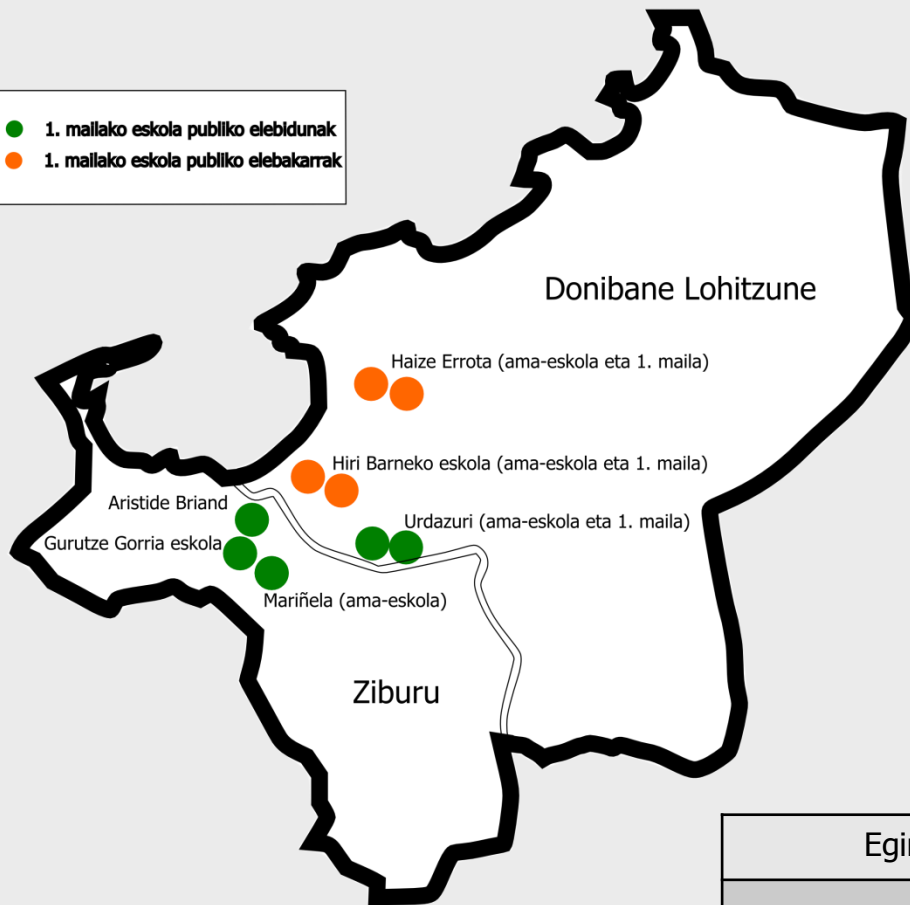 1. mailako eskola publiko elebidunak
1. mailako eskola publiko elebakarrak
Donibane Lohitzune
Haize Errota (ama-eskola eta 1. maila)
Hiri Barneko eskola (ama-eskola eta 1. maila)
Aristide Briand
Urdazuri (ama-eskola eta 1. maila)
Gurutze Gorria eskola
Mariñela (ama-eskola)
Ziburu